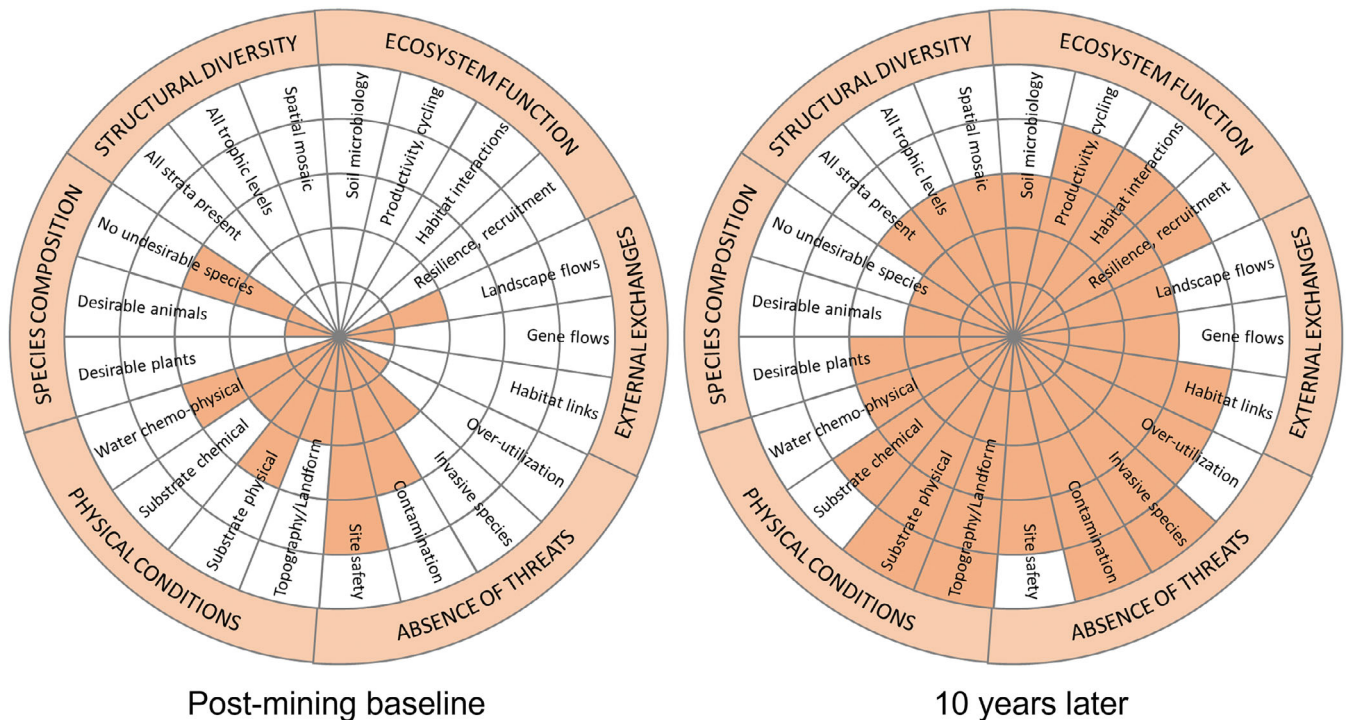 STRUCTURAL DIVERSITY
ECOSYSTEM FUNCTION
EXTERNAL EXCHANGES
ABSENCE OF THREATS
PHYSICAL CONDITIONS
SPECIES COMPOSITION
All strata present
All trophic levels
Spatial mosaic
Soil microbiology
Productivity, cycling
Habitat interactions
Resilience, recruitment
Landscape flows
Gene flows
Habitat links
Over-utilization
Invasive species
Contamination
Site safety
Topography/Landform
Substrate physical
Substrate chemical
Water chemo-physical
Desirable plants
Desirable animals
No undesirable species
Post-mining baseline
STRUCTURAL DIVERSITY
ECOSYSTEM FUNCTION
EXTERNAL EXCHANGES
ABSENCE OF THREATS
PHYSICAL CONDITIONS
SPECIES COMPOSITION
All strata present
All trophic levels
Spatial mosaic
Soil microbiology
Productivity, cycling
Habitat interactions
Resilience, recruitment
Landscape flows
Gene flows
Habitat links
Over-utilization
Invasive species
Contamination
Site safety
Topography/Landform
Substrate physical
Substrate chemical
Water chemo-physical
Desirable plants
Desirable animals
No undesirable species
10 years later